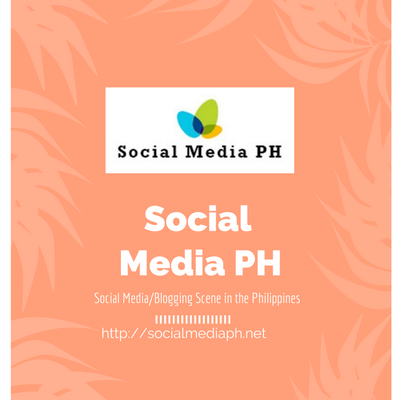 Social Media PH
Social
Media PH
Social Media/Blogging Scene in the Philippines
http://socialmediaph.net